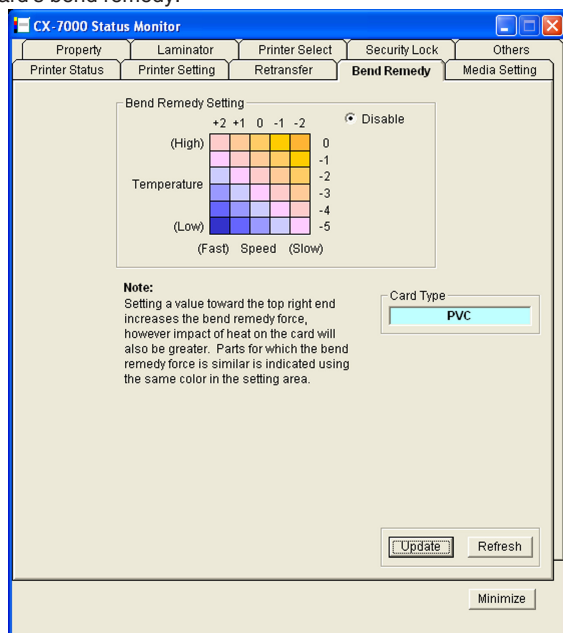 ard's bend remedy.
CX-7000 Status Monitor
Property Laminator Printer Select Security Lock Others
Printer Status Printer Setting Retransfer Bend Remedy Media Setting
Bend Remedy Setting
+2 +1 0 -1 -2
Disable
(High) 0
-1
Temperature -2
-3
-4
(Low) -5
(Fast) Speed (Slow)
Note:
Setting a value toward the top right end
increases the bend remedy force,
however impact of heat on the card will
also be greater. Parts for which the bend
remedy force is similar is indicated using
the same color in the setting area.
Card Type
PVC
Update Refresh
Minimize